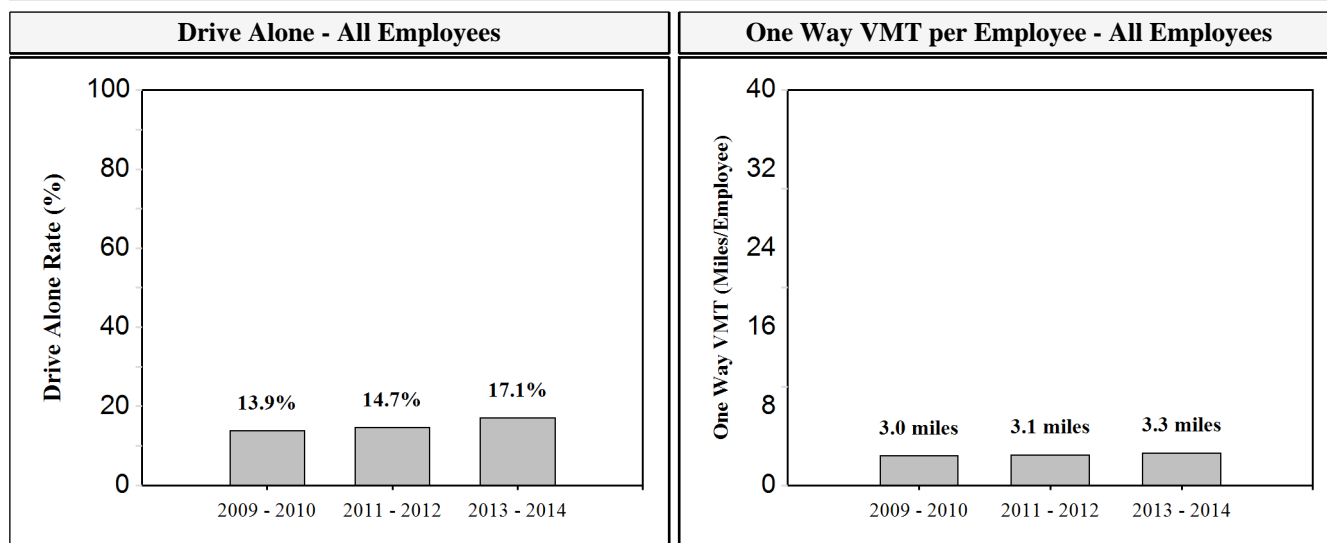 Drive Alone - All Employees
One Way VMT per Employee - All Employees
Drive Alone Rate (%)
100
80
60
40
20
0
13.9%
14.7%
17.1%
2009 - 2010
2011 - 2012
2013 - 2014
One Way VMT (Miles/Employee)
40
32
24
16
8
0
3.0 miles
3.1 miles
3.3 miles
2009 - 2010
2011 - 2012
2013 - 2014